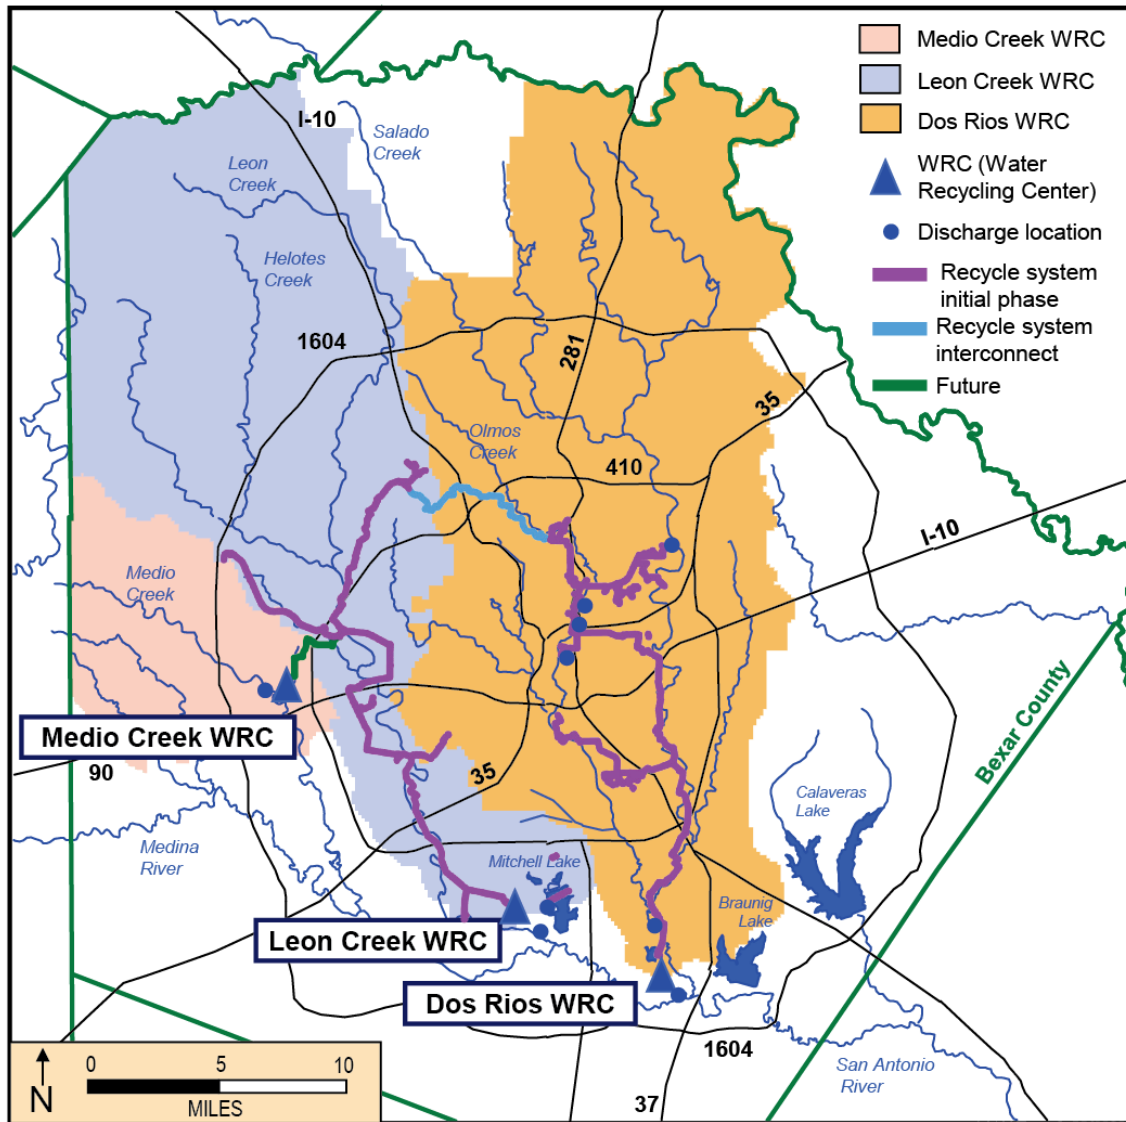 Medio Creek WRC
Leon Creek WRC
Dos Rios WRC
WRC (Water
Recycling Center)
Discharge location
Recycle system
initial phase
Recycle system
interconnect
Future
I-10
Salado
Creek
Leon
Creek
Helotes
Creek
1604
281
35
Olmos
Creek
410
I-10
Medio
Creek
Bexar County
Medio Creek WRC
90
35
Calaveras
Lake
Medina
River
Mitchell Lake
Braunig
Lake
Leon Creek WRC
Dos Rios WRC
1604
San Antonio
River
37
N
0
5
10
MILES